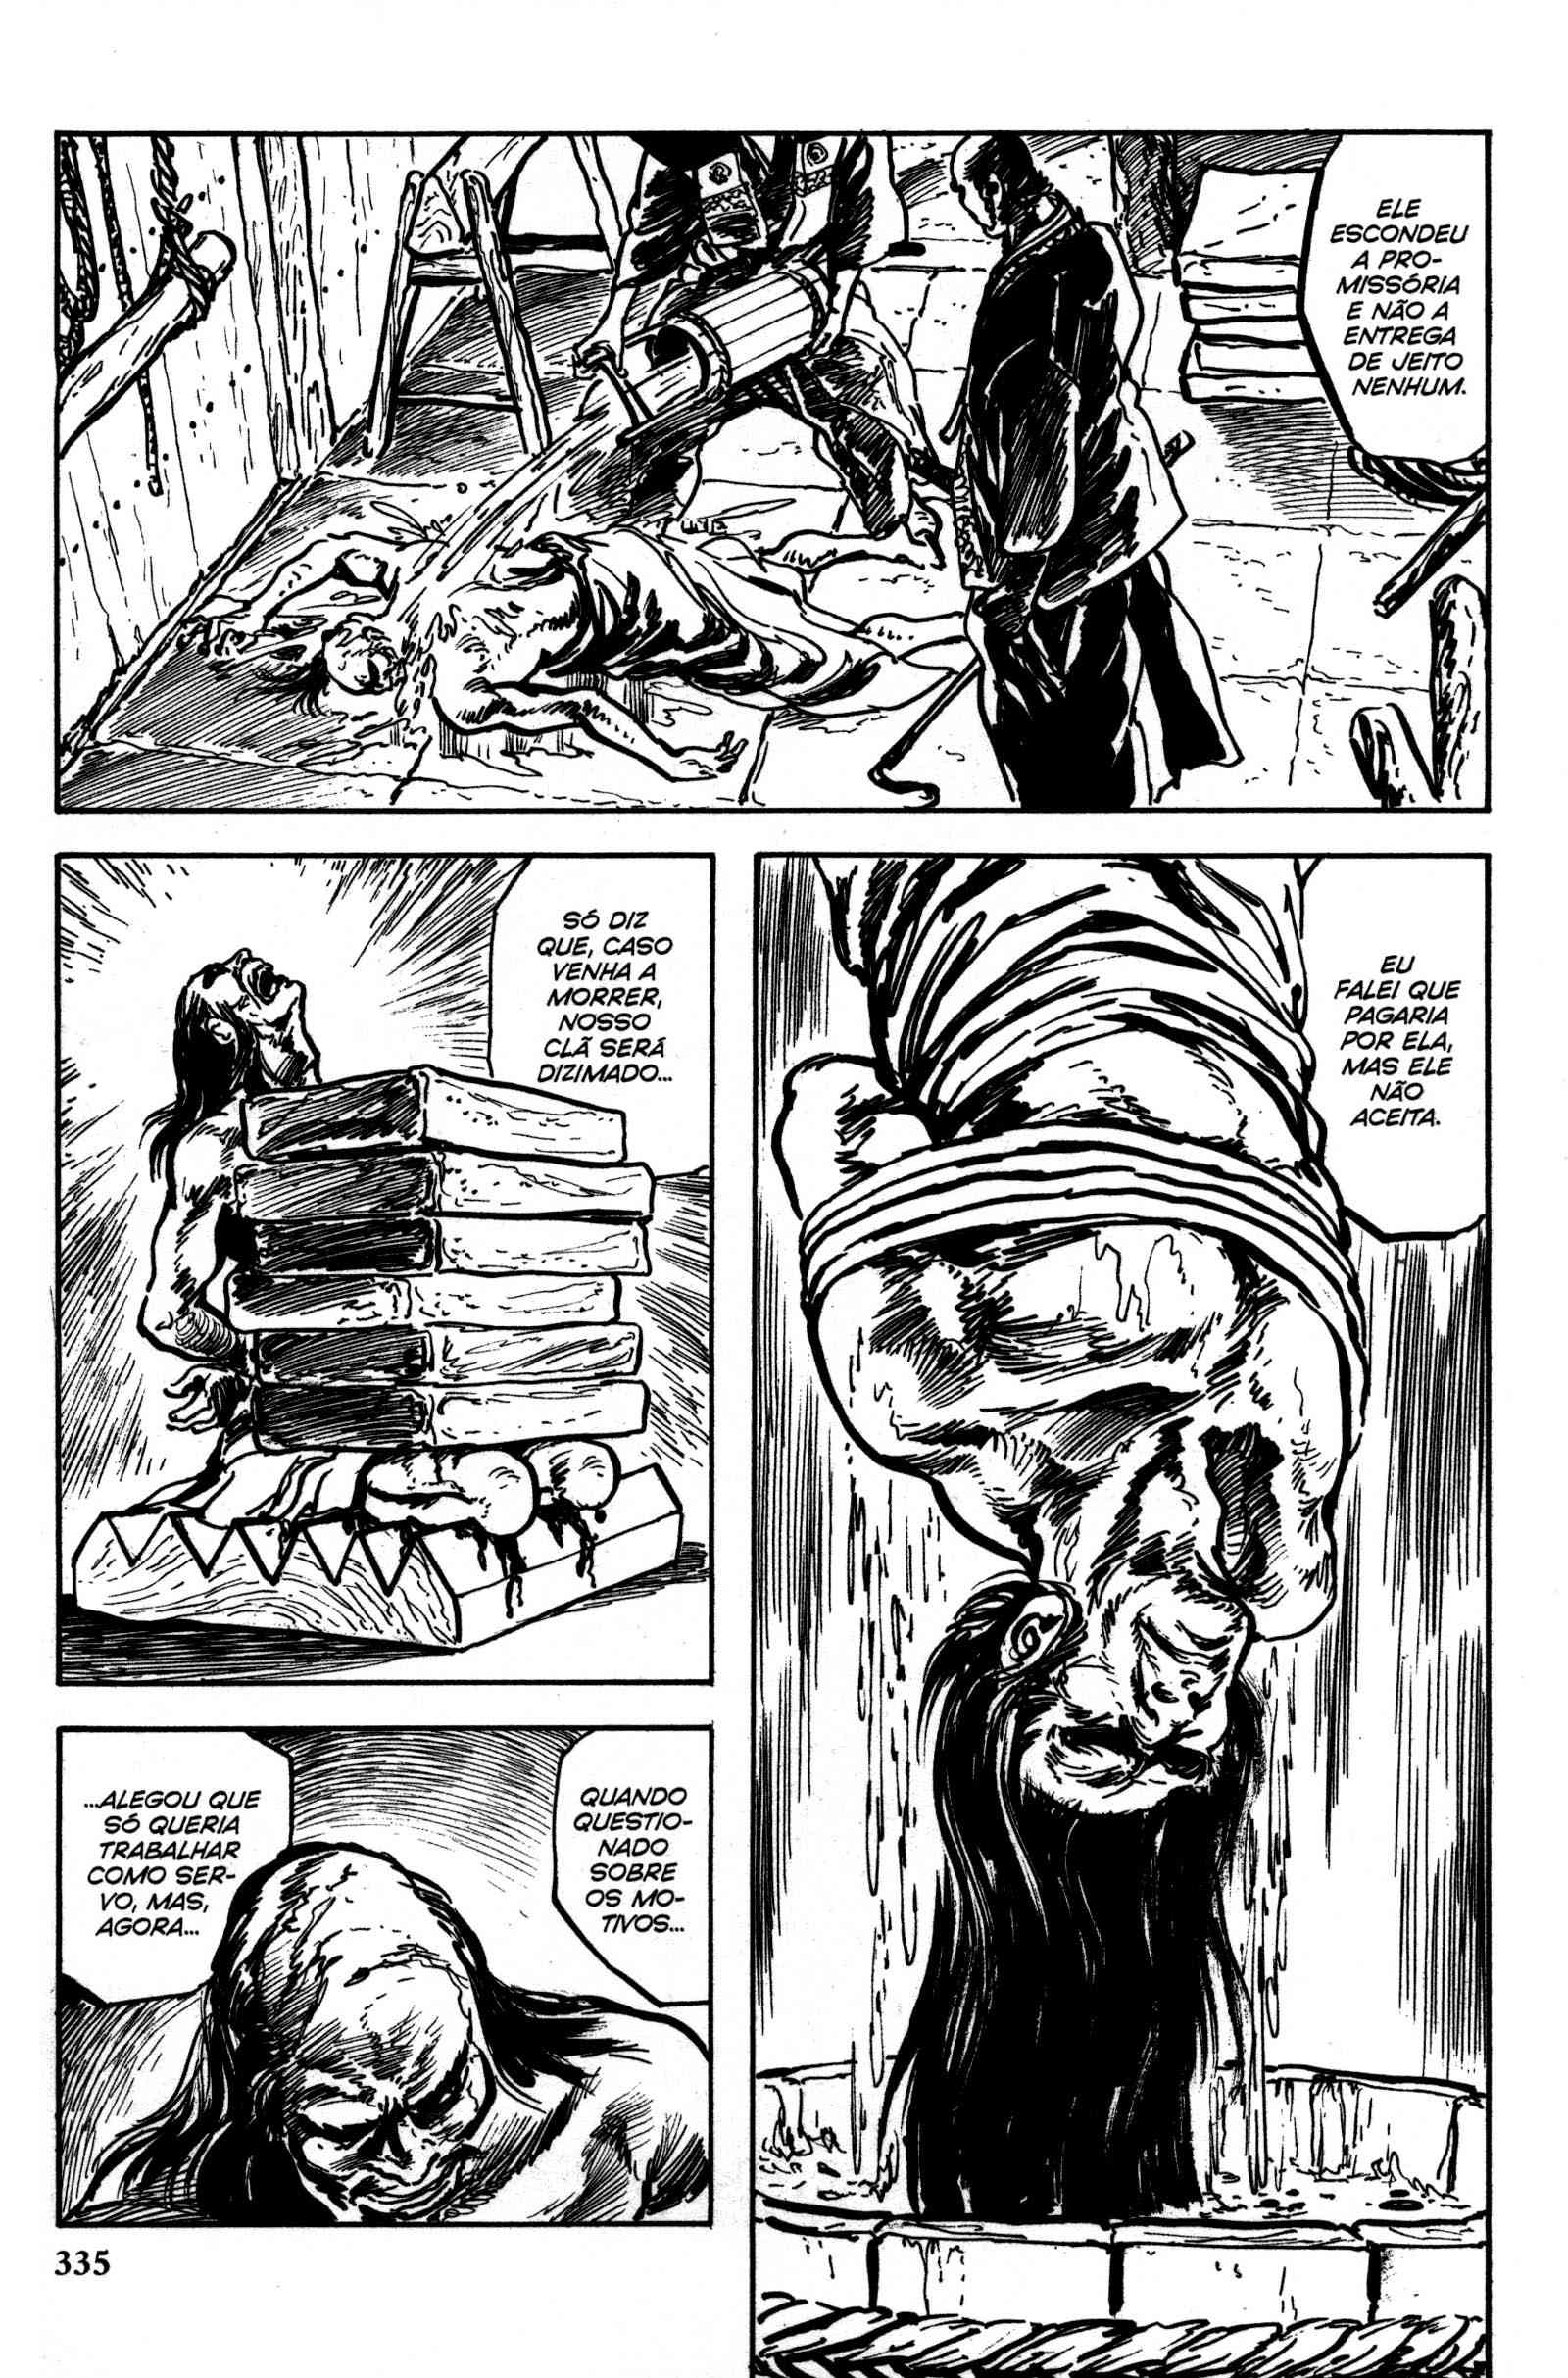 ELE
ESCONDEU
A PRO-
MISSÓRIA
E NÃO A
ENTREGA
DE JEITO
NENHUM.
EU
FALEI QUE
PAGARIA
POR ELA,
MAS ELE
NÃO
ACEITA.
SÓ DIZ
QUE, CASO
VENHA A
MORRER,
NOSSO
CLÃ SERÁ
DIZIMADO...
QUANDO
QUESTIO-
NADO
SOBRE
OS MO-
TIVOS...
...ALEGOU QUE
SÓ QUERIA
TRABALHAR
COMO SER-
VO, MAS,
AGORA...
335